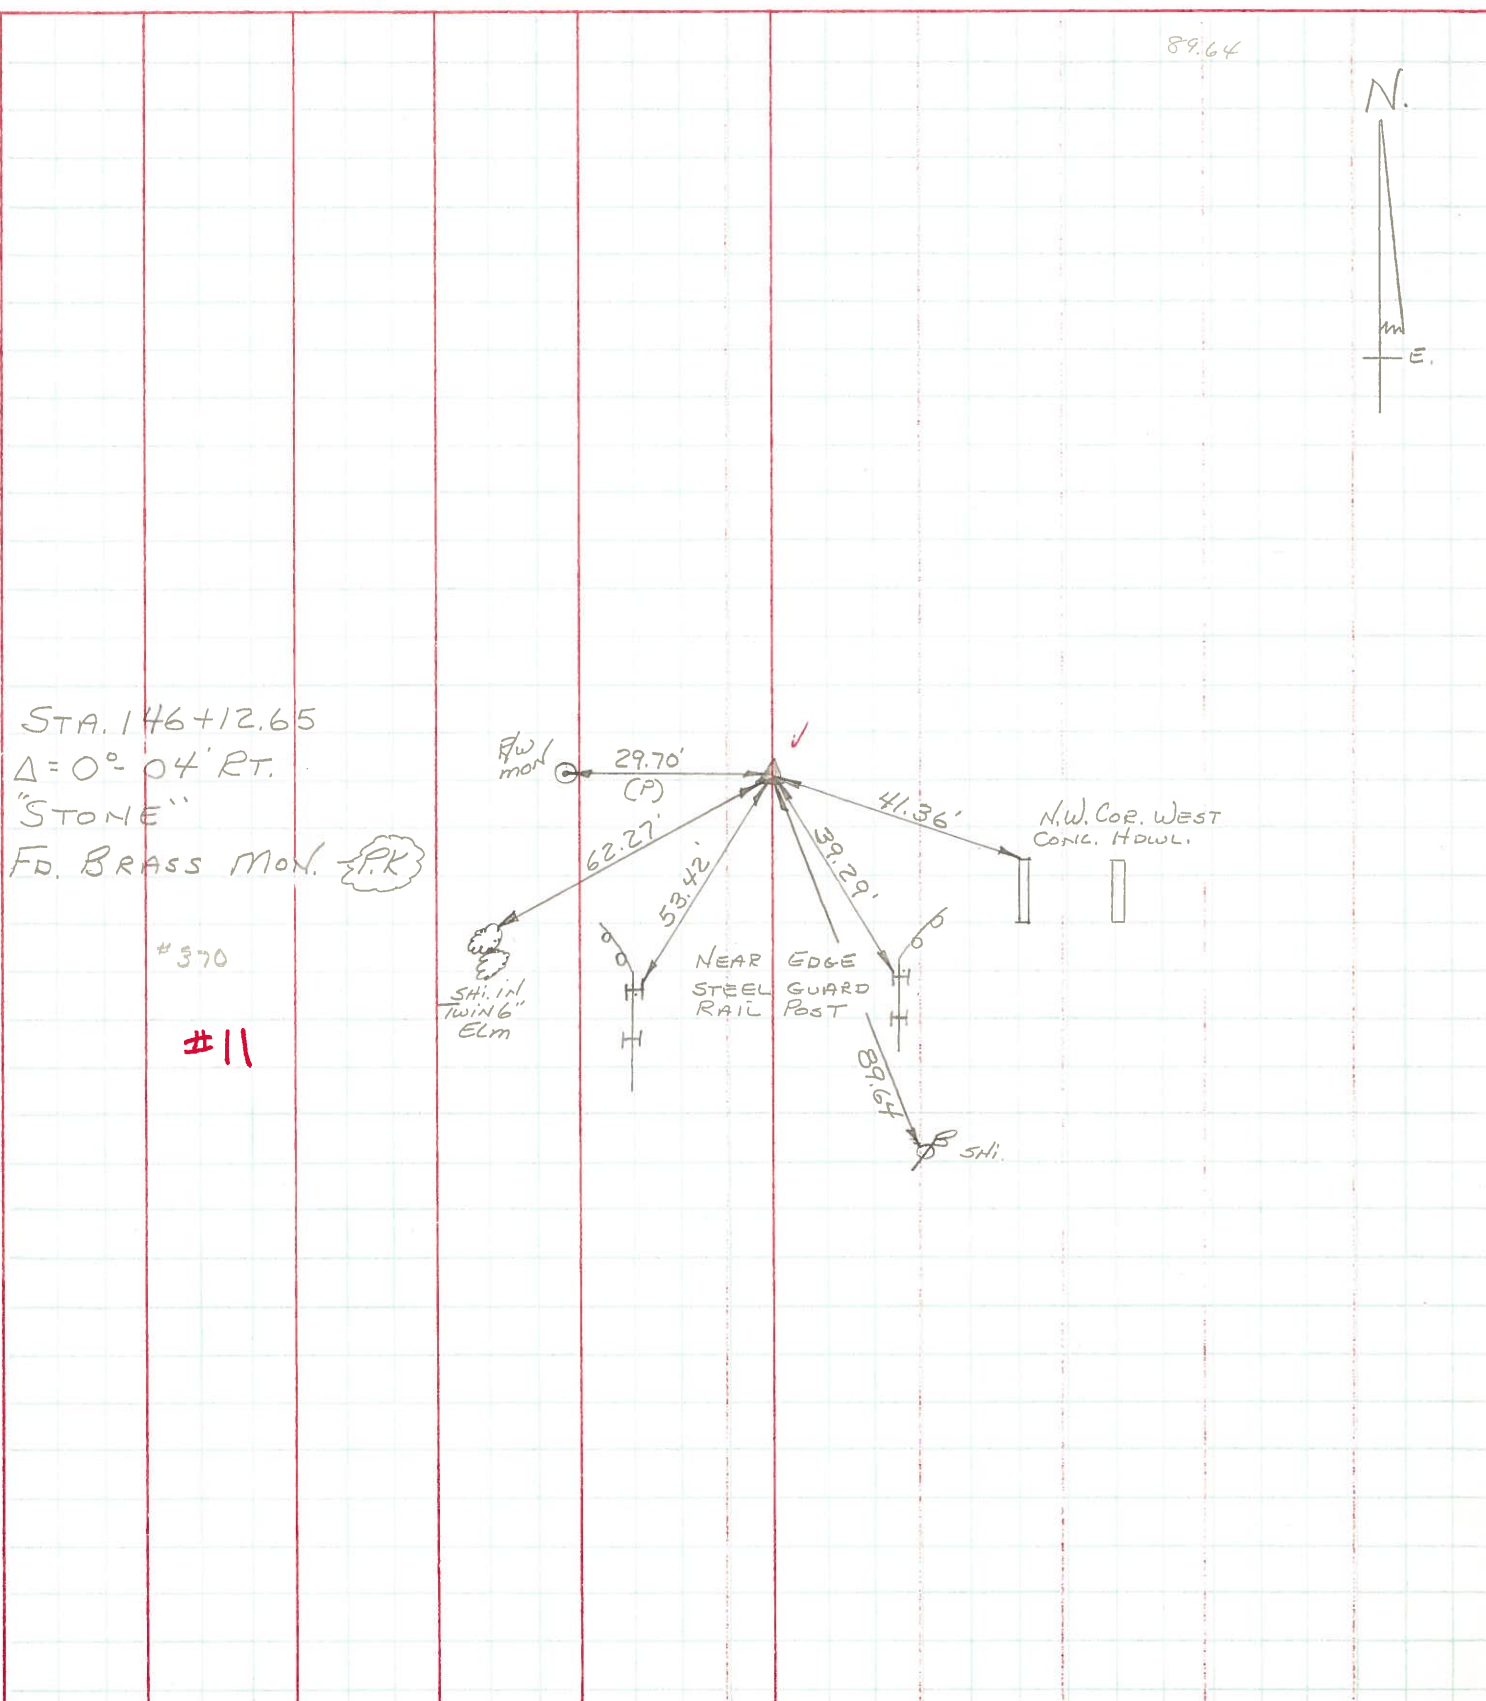 89.64
N.
E.
STA. 146+12.65
Δ = 0°-04' RT.
"STONE"
FD. BRASS MON. P.K
#370
#11
R/W
MON
29.70'
(P)
62.27'
53.42'
39.29'
41.36'
N.W. COR. WEST
CONC. HDWL.
SHI. IN
TWIN 6"
ELM
NEAR EDGE
STEEL GUARD
RAIL POST
89.64
SHI.